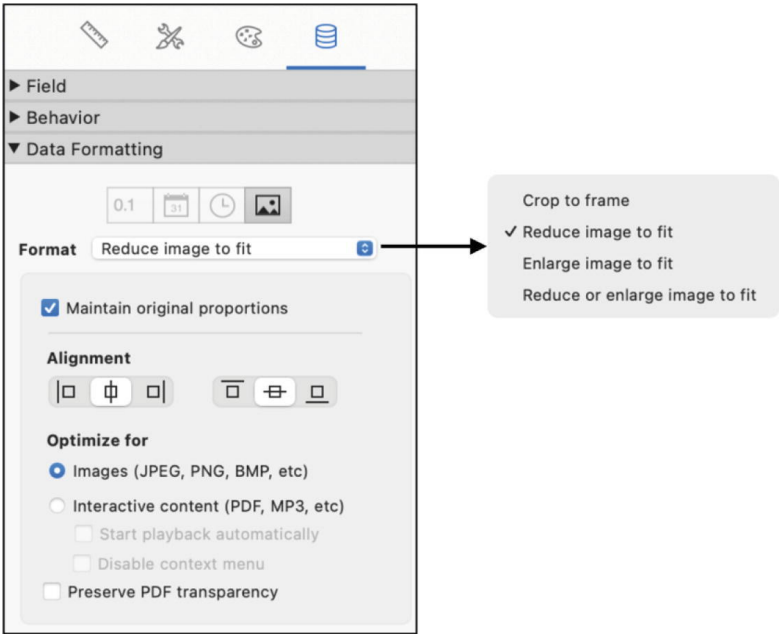 Field
Behavior
Data Formatting
0.1
31
Format Reduce image to fit
Maintain original proportions
Alignment
Optimize for
Images (JPEG, PNG, BMP, etc)
Interactive content (PDF, MP3, etc)
Start playback automatically
Disable context menu
Preserve PDF transparency
Crop to frame
Reduce image to fit
Enlarge image to fit
Reduce or enlarge image to fit